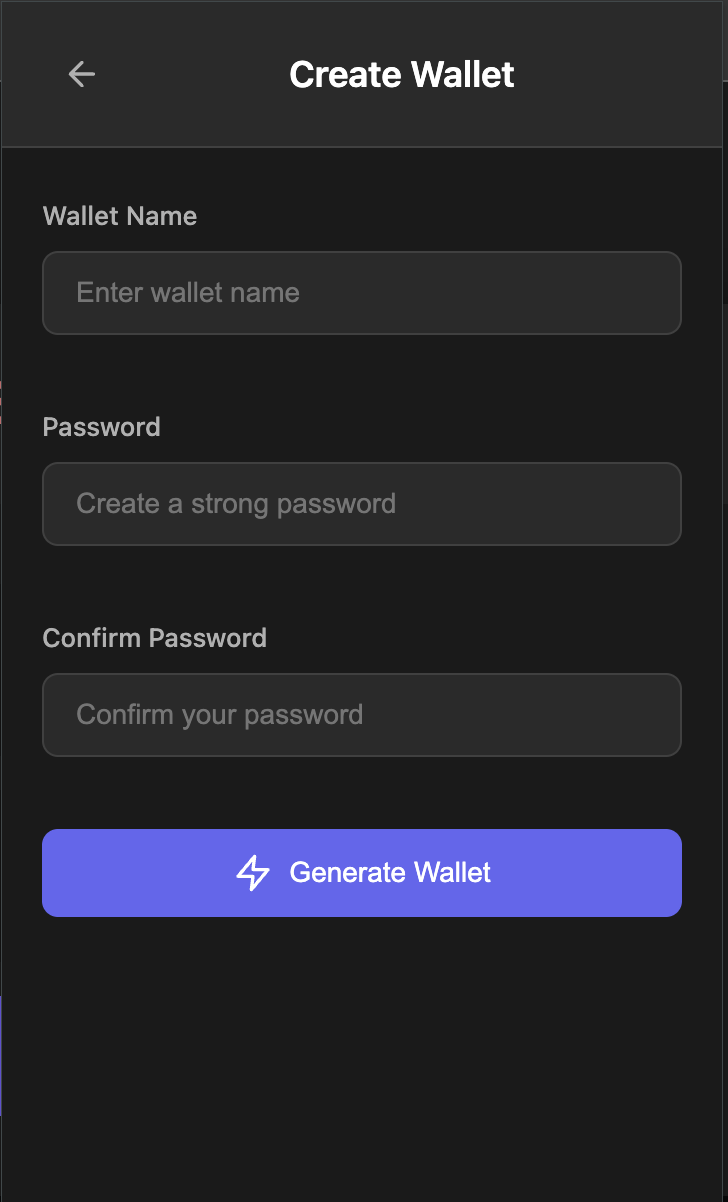 Create Wallet
Wallet Name
Enter wallet name
Password
Create a strong password
Confirm Password
Confirm your password
Generate Wallet